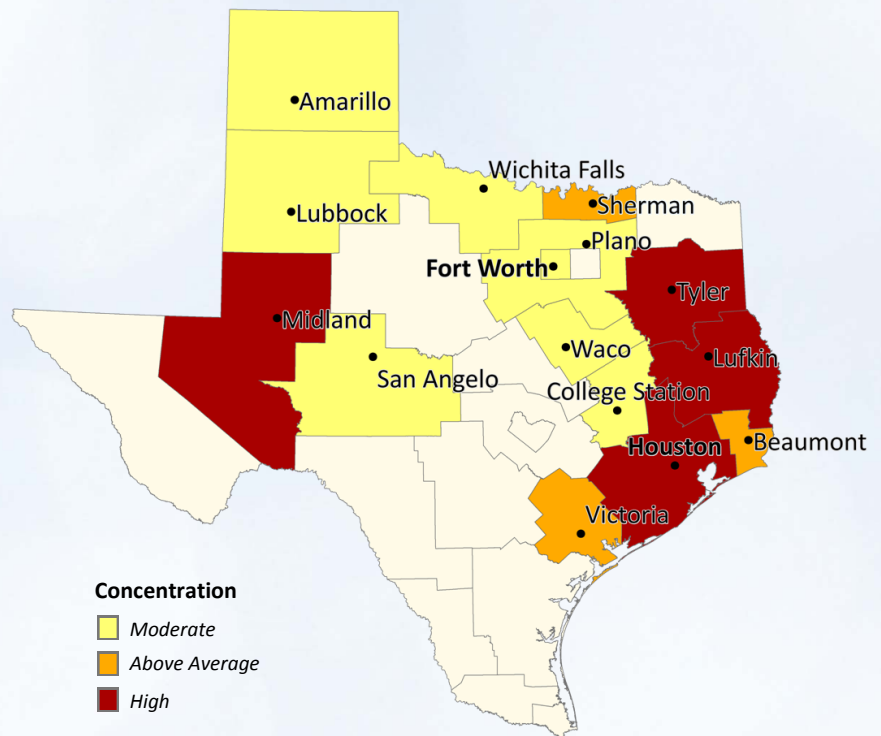 Amarillo
Wichita Falls
Lubbock
Sherman
Plano
Fort Worth
Tyler
Midland
Waco
Lufkin
San Angelo
College Station
Houston
Beaumont
Victoria
Concentration
Moderate
Above Average
High